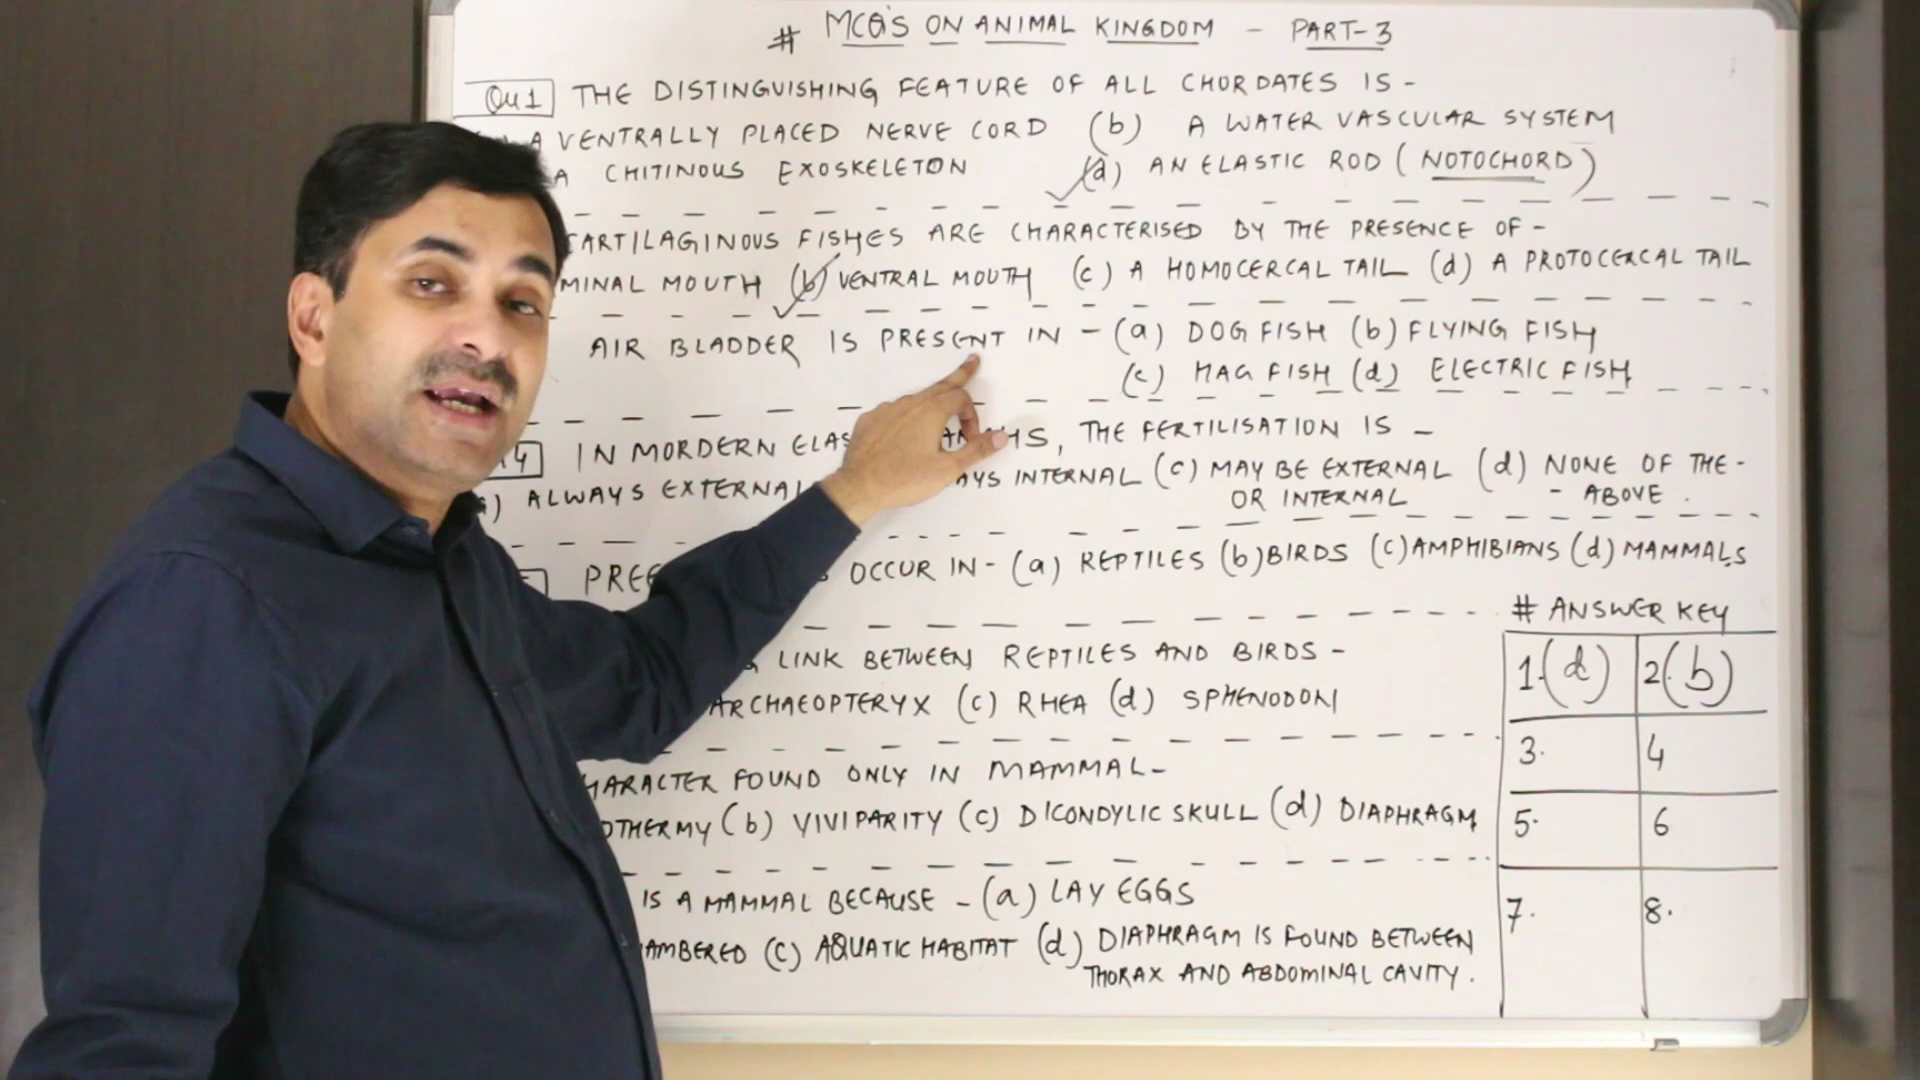 # MCQ'S ON ANIMAL KINGDOM - PART-3
Qu1 THE DISTINGUISHING FEATURE OF ALL CHORDATES IS -
A VENTRALLY PLACED NERVE CORD (b) A WATER VASCULAR SYSTEM
A CHITINOUS EXOSKELETON (d) AN ELASTIC ROD (NOTOCHORD)
CARTILAGINOUS FISHES ARE CHARACTERISED BY THE PRESENCE OF -
MINAL MOUTH (b) VENTRAL MOUTH (c) A HOMOCERCAL TAIL (d) A PROTOCERCAL TAIL
AIR BLADDER IS PRESENT IN - (a) DOG FISH (b) FLYING FISH
(c) HAG FISH (d) ELECTRIC FISH
4 IN MORDERN ELAS HS, THE FERTILISATION IS -
) ALWAYS EXTERNAL AYS INTERNAL (c) MAY BE EXTERNAL (d) NONE OF THE -
OR INTERNAL - ABOVE .
PREE OCCUR IN - (a) REPTILES (b) BIRDS (c) AMPHIBIANS (d) MAMMALS
LINK BETWEEN REPTILES AND BIRDS -
ARCHAEOPTERYX (c) RHEA (d) SPHENODON
HARACTER FOUND ONLY IN MAMMAL -
OTHERMY (b) VIVIPARITY (c) DICONDYLIC SKULL (d) DIAPHRAGM
IS A MAMMAL BECAUSE - (a) LAY EGGS
AMBERED (c) AQUATIC HABITAT (d) DIAPHRAGM IS FOUND BETWEEN
THORAX AND ABDOMINAL CAVITY.
# ANSWER KEY
1.(d) 2.(b)
3. 4
5. 6
7. 8.